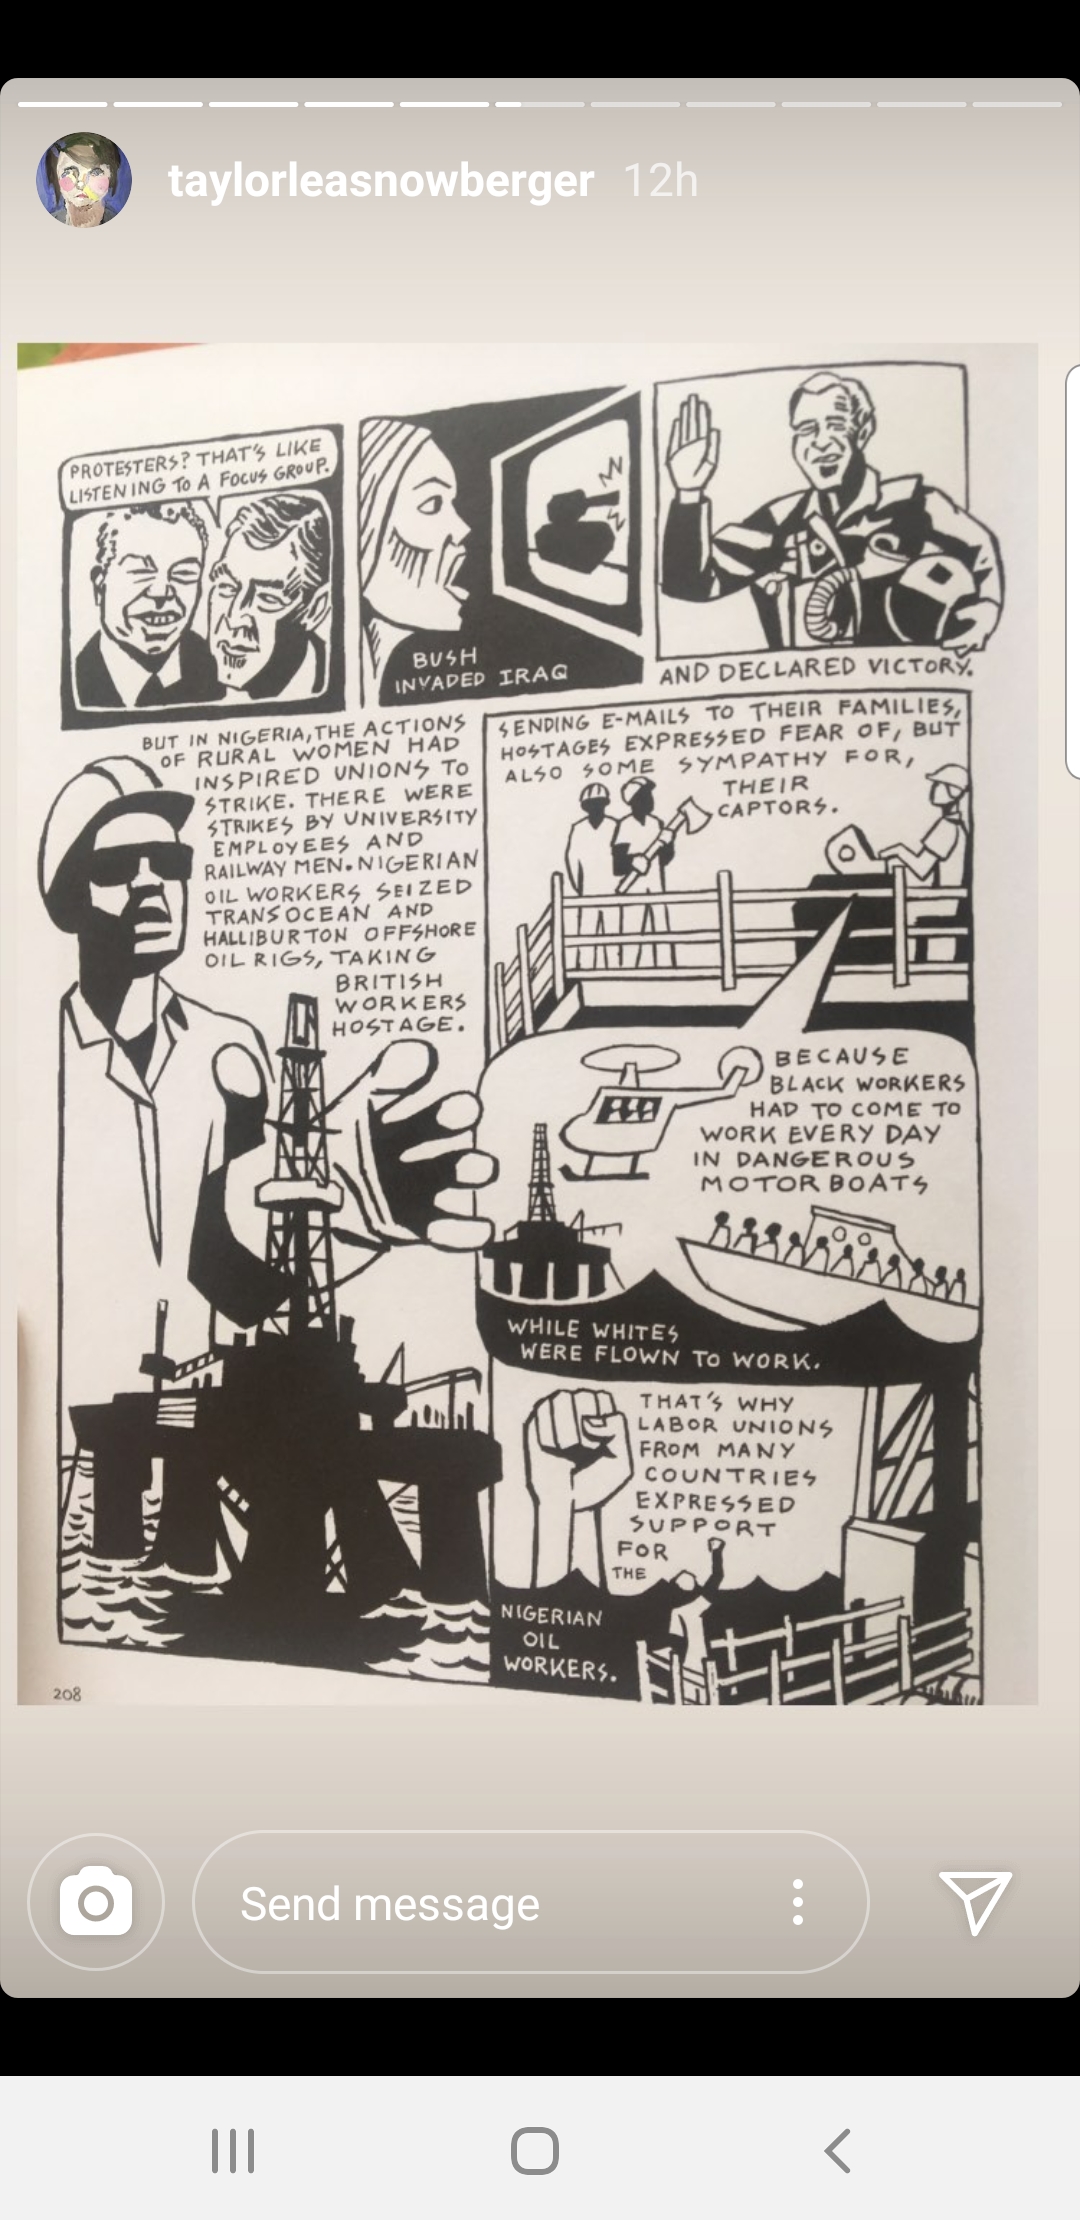 taylorleasnowberger 12h
PROTESTERS? THAT'S LIKE
LISTENING TO A FOCUS GROUP.
BUSH
INVADED IRAQ
AND DECLARED VICTORY.
BUT IN NIGERIA, THE ACTIONS
OF RURAL WOMEN HAD
INSPIRED UNIONS TO
STRIKE. THERE WERE
STRIKES BY UNIVERSITY
EMPLOYEES AND
RAILWAY MEN. NIGERIAN
OIL WORKERS SEIZED
TRANSOCEAN AND
HALLIBURTON OFFSHORE
OIL RIGS, TAKING
BRITISH
WORKERS
HOSTAGE.
SENDING E-MAILS TO THEIR FAMILIES,
HOSTAGES EXPRESSED FEAR OF, BUT
ALSO SOME SYMPATHY FOR,
THEIR
CAPTORS.
BECAUSE
BLACK WORKERS
HAD TO COME TO
WORK EVERY DAY
IN DANGEROUS
MOTOR BOATS
WHILE WHITES
WERE FLOWN TO WORK.
THAT'S WHY
LABOR UNIONS
FROM MANY
COUNTRIES
EXPRESSED
SUPPORT
FOR
THE
NIGERIAN
OIL
WORKERS.
208
Send message